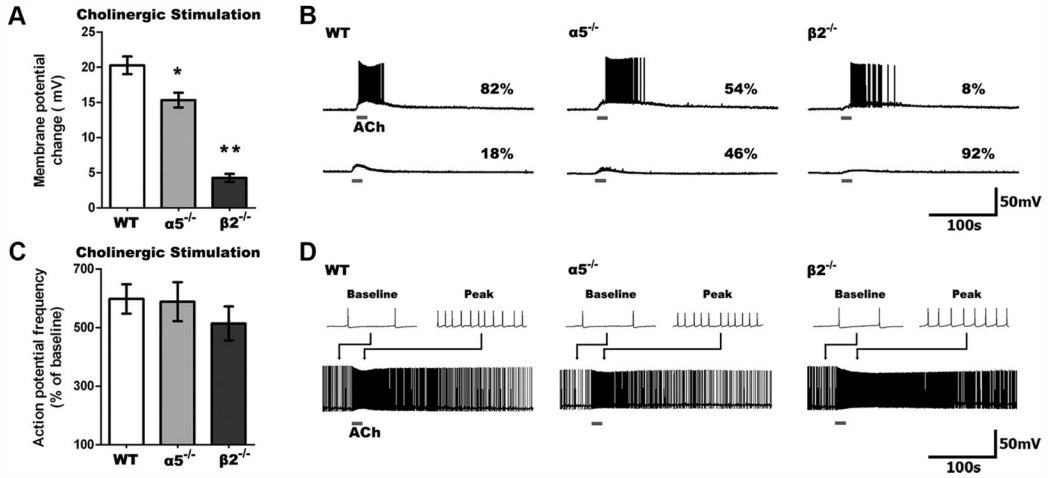 A
Cholinergic Stimulation
Membrane potential
change ( mV)
25
20
15
10
5
0
*
**
WT
α5-/-
β2-/-
B
WT
α5-/-
β2-/-
82%
54%
8%
ACh
18%
46%
92%
50mV
100s
C
Cholinergic Stimulation
Action potential frequency
(% of baseline)
700
500
300
100
WT
α5-/-
β2-/-
D
WT
α5-/-
β2-/-
Baseline
Peak
Baseline
Peak
Baseline
Peak
ACh
50mV
100s